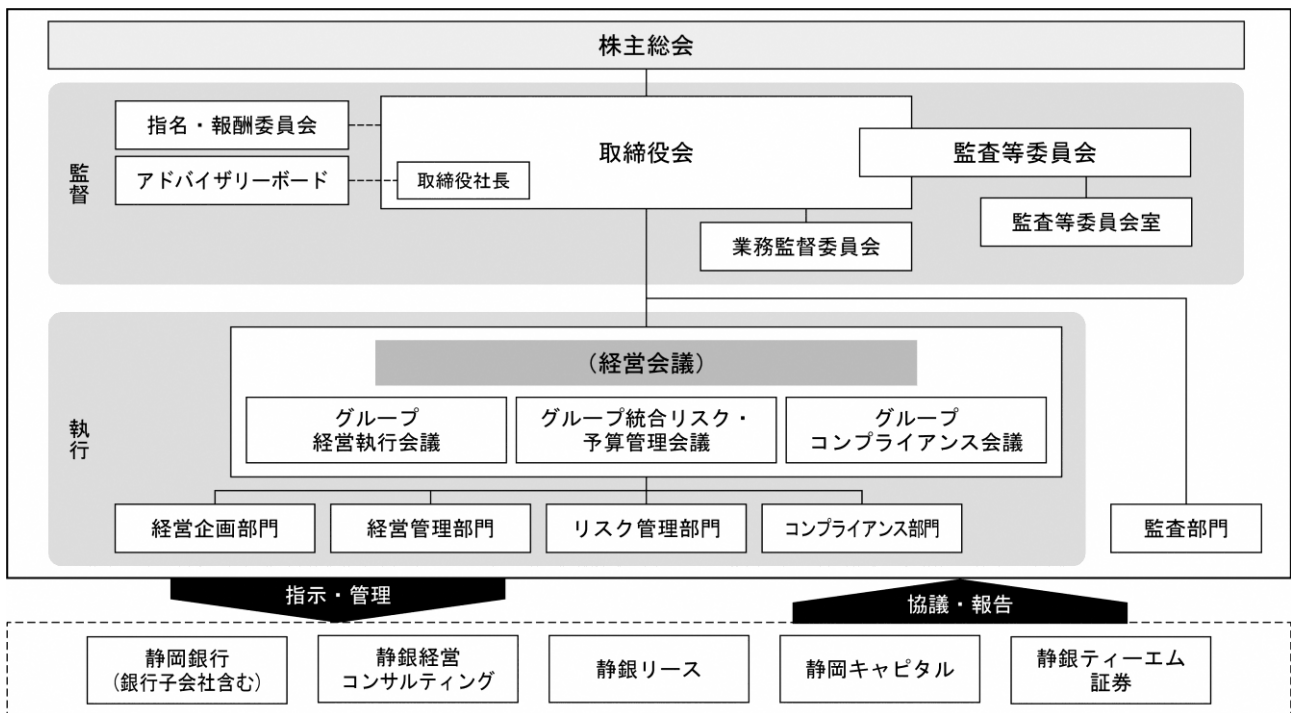 株主総会
監督
指名・報酬委員会
アドバイザリーボード
取締役会
取締役社長
監査等委員会
監査等委員会室
業務監督委員会
執行
(経営会議)
グループ
経営執行会議
グループ統合リスク・
予算管理会議
グループ
コンプライアンス会議
経営企画部門
経営管理部門
リスク管理部門
コンプライアンス部門
監査部門
指示・管理
協議・報告
静岡銀行
(銀行子会社含む)
静銀経営
コンサルティング
静銀リース
静岡キャピタル
静銀ティーエム
証券